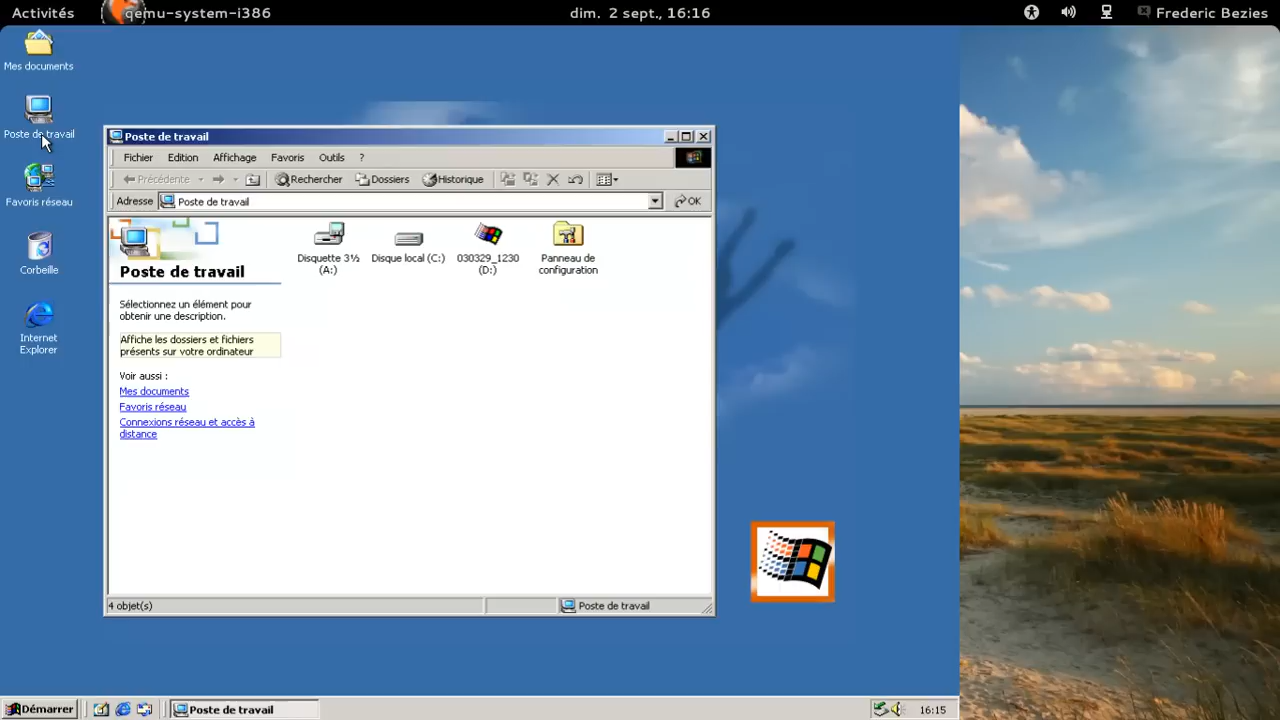 Activités
qemu-system-i386
dim. 2 sept., 16:16
Frederic Bezies
Mes documents
Poste de travail
Favoris réseau
Corbeille
Internet
Explorer
Poste de travail
Fichier
Edition
Affichage
Favoris
Outils
?
Précédente
Rechercher
Dossiers
Historique
Adresse
Poste de travail
OK
Poste de travail
Sélectionnez un élément pour
obtenir une description.
Affiche les dossiers et fichiers
présents sur votre ordinateur
Voir aussi :
Mes documents
Favoris réseau
Connexions réseau et accès à
distance
Disquette 3½
(A:)
Disque local (C:)
030329_1230
(D:)
Panneau de
configuration
4 objet(s)
Poste de travail
Démarrer
Poste de travail
16:15